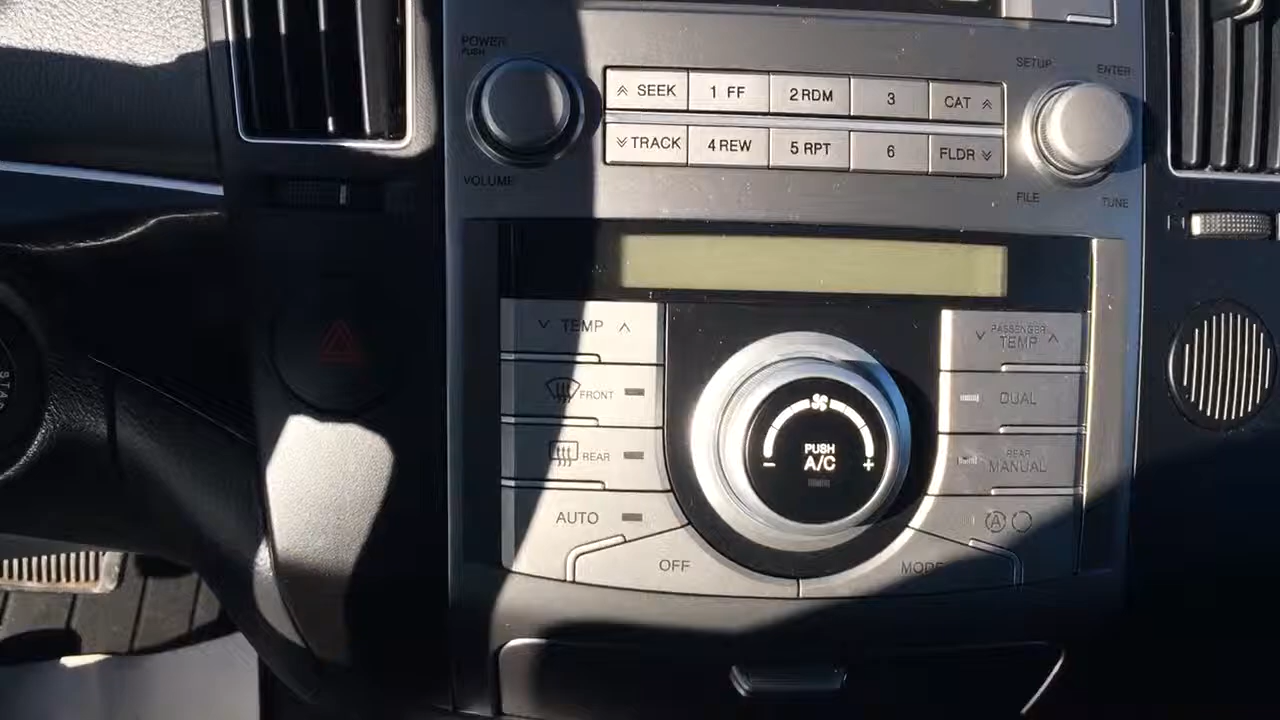 POWER
PUSH
VOLUME
SEEK
1 FF
2 RDM
3
CAT
TRACK
4 REW
5 RPT
6
FLDR
SETUP
ENTER
FILE
TUNE
TEMP
FRONT
REAR
AUTO
OFF
PUSH
A/C
PASSENGER
TEMP
DUAL
REAR
MANUAL
A
MODE